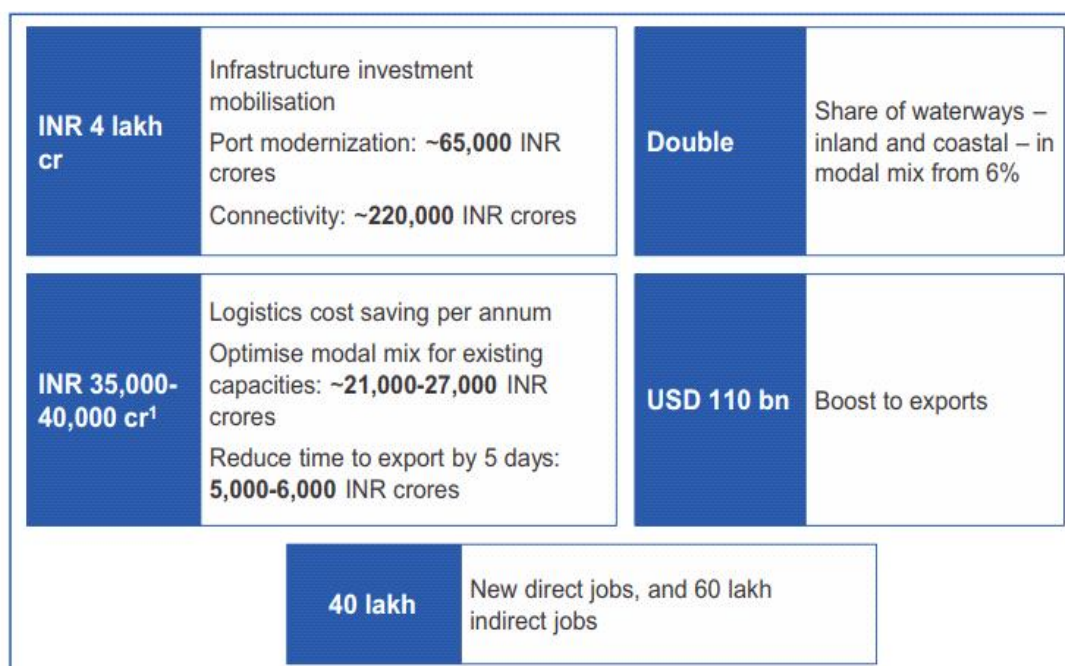 INR 4 lakh
cr
Infrastructure investment
mobilisation
Port modernization: ~65,000 INR
crores
Connectivity: ~220,000 INR crores
Double
Share of waterways –
inland and coastal – in
modal mix from 6%
INR 35,000-
40,000 cr¹
Logistics cost saving per annum
Optimise modal mix for existing
capacities: ~21,000-27,000 INR
crores
Reduce time to export by 5 days:
5,000-6,000 INR crores
USD 110 bn
Boost to exports
40 lakh
New direct jobs, and 60 lakh
indirect jobs